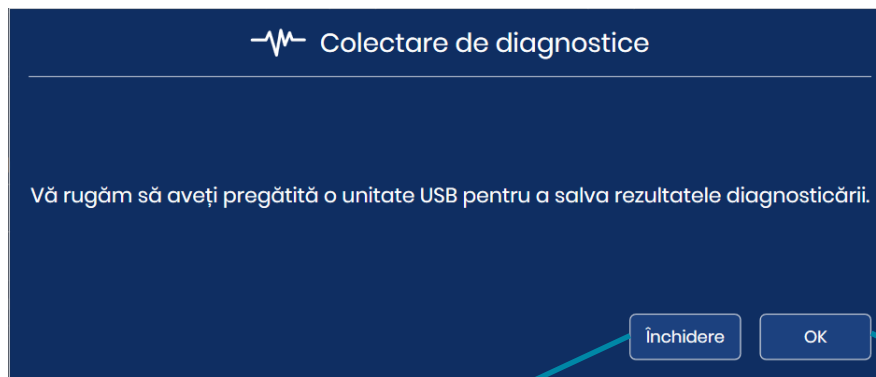 Colectare de diagnostice
Vă rugăm să aveți pregătită o unitate USB pentru a salva rezultatele diagnosticării.
Închidere
OK